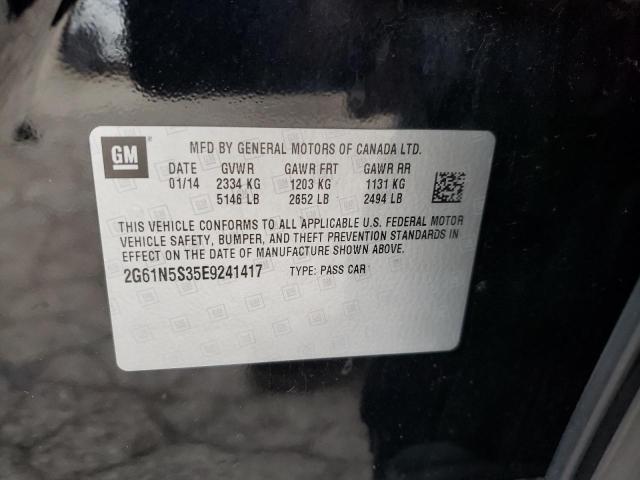 GM
MFD BY GENERAL MOTORS OF CANADA LTD.
DATE GVWR GAWR FRT GAWR RR
01/14 2334 KG 1203 KG 1131 KG
5146 LB 2652 LB 2494 LB
THIS VEHICLE CONFORMS TO ALL APPLICABLE U.S. FEDERAL MOTOR
VEHICLE SAFETY, BUMPER, AND THEFT PREVENTION STANDARDS IN
EFFECT ON THE DATE OF MANUFACTURE SHOWN ABOVE.
2G61N5S35E9241417 TYPE: PASS CAR